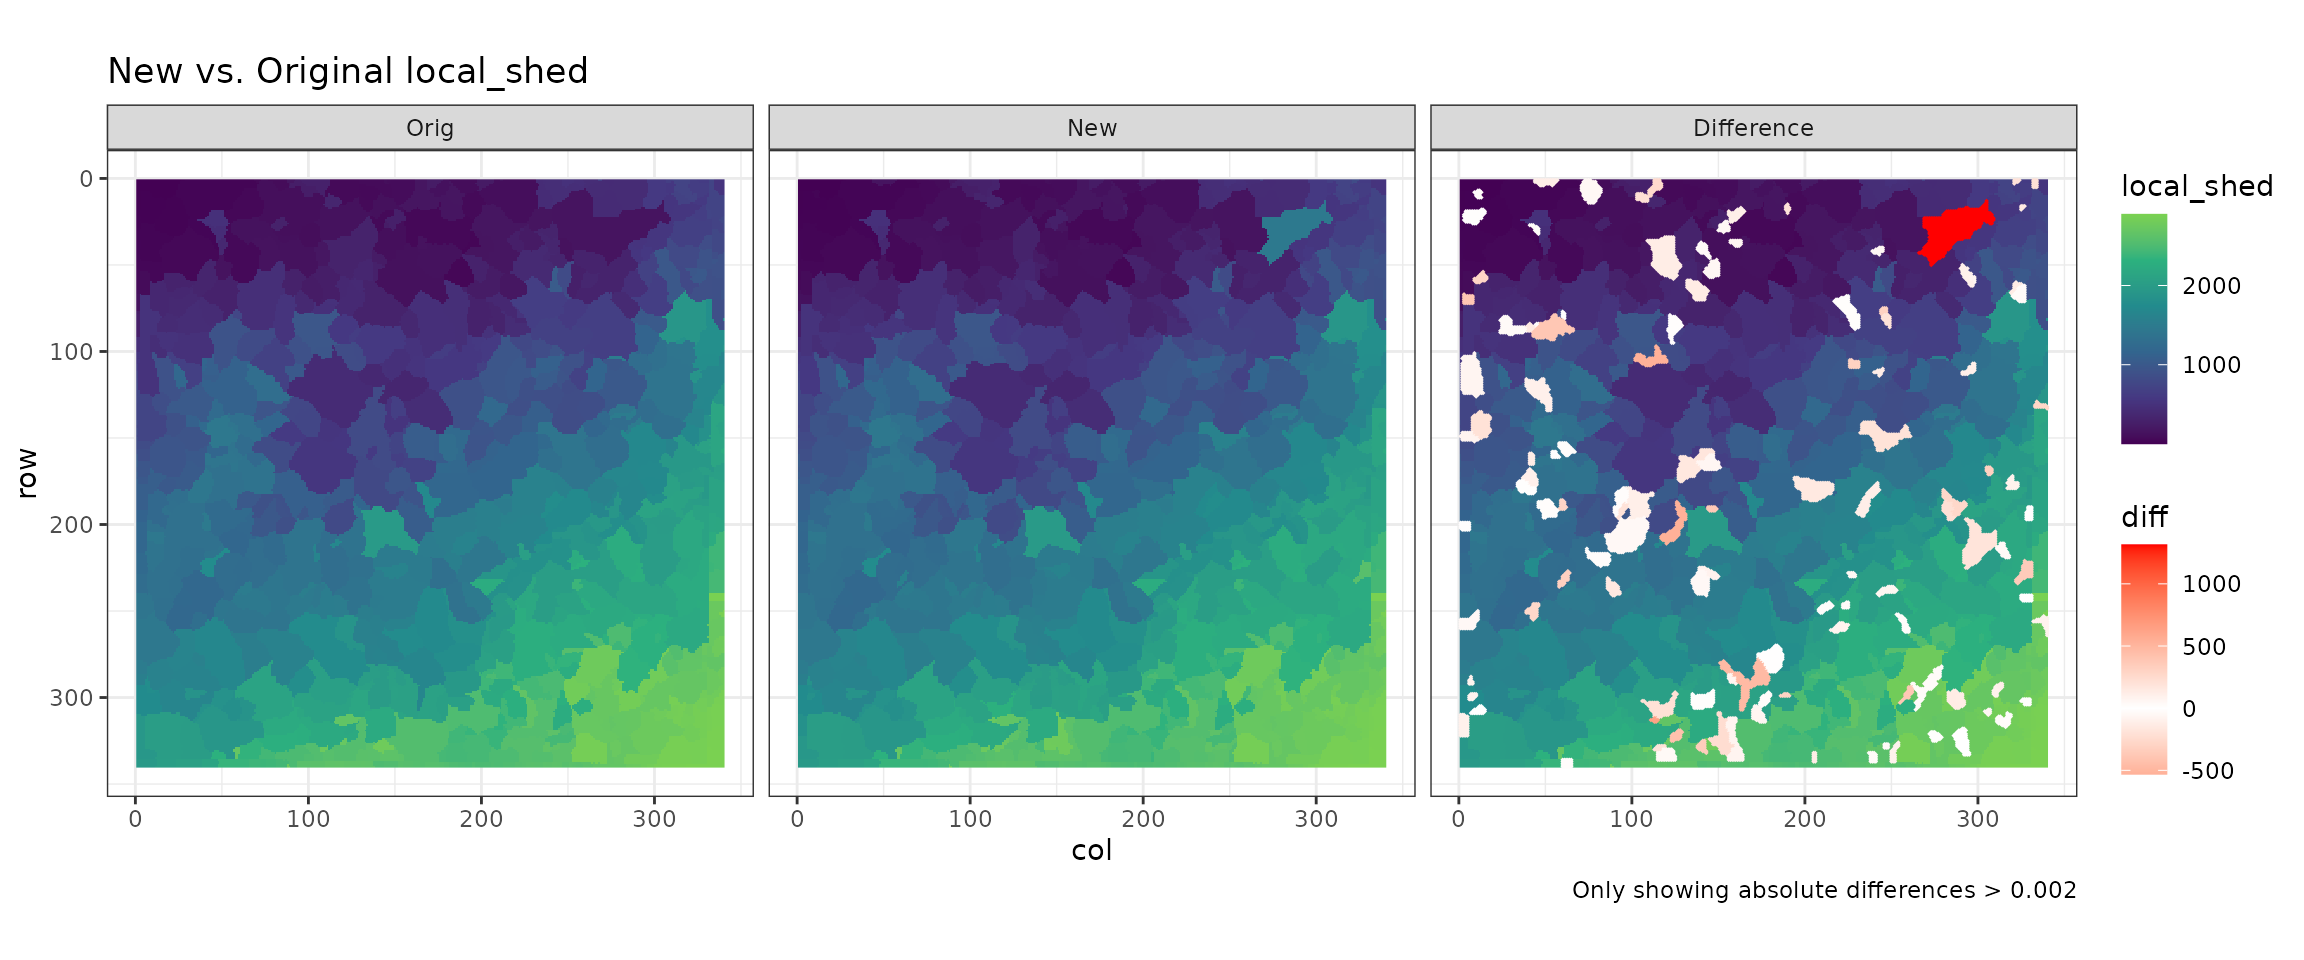 New vs. Original local_shed
Orig
New
Difference
0
100
200
300
row
0
100
200
300
0
100
200
300
0
100
200
300
col
local_shed
2000
1000
diff
1000
500
0
-500
Only showing absolute differences > 0.002